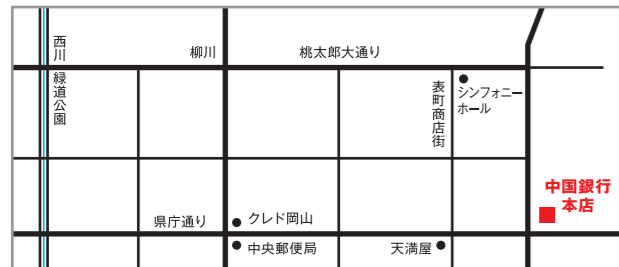 西川
緑道公園
柳川
桃太郎大通り
表町商店街
シンフォニー
ホール
中国銀行
本店
県庁通り
クレド岡山
中央郵便局
天満屋